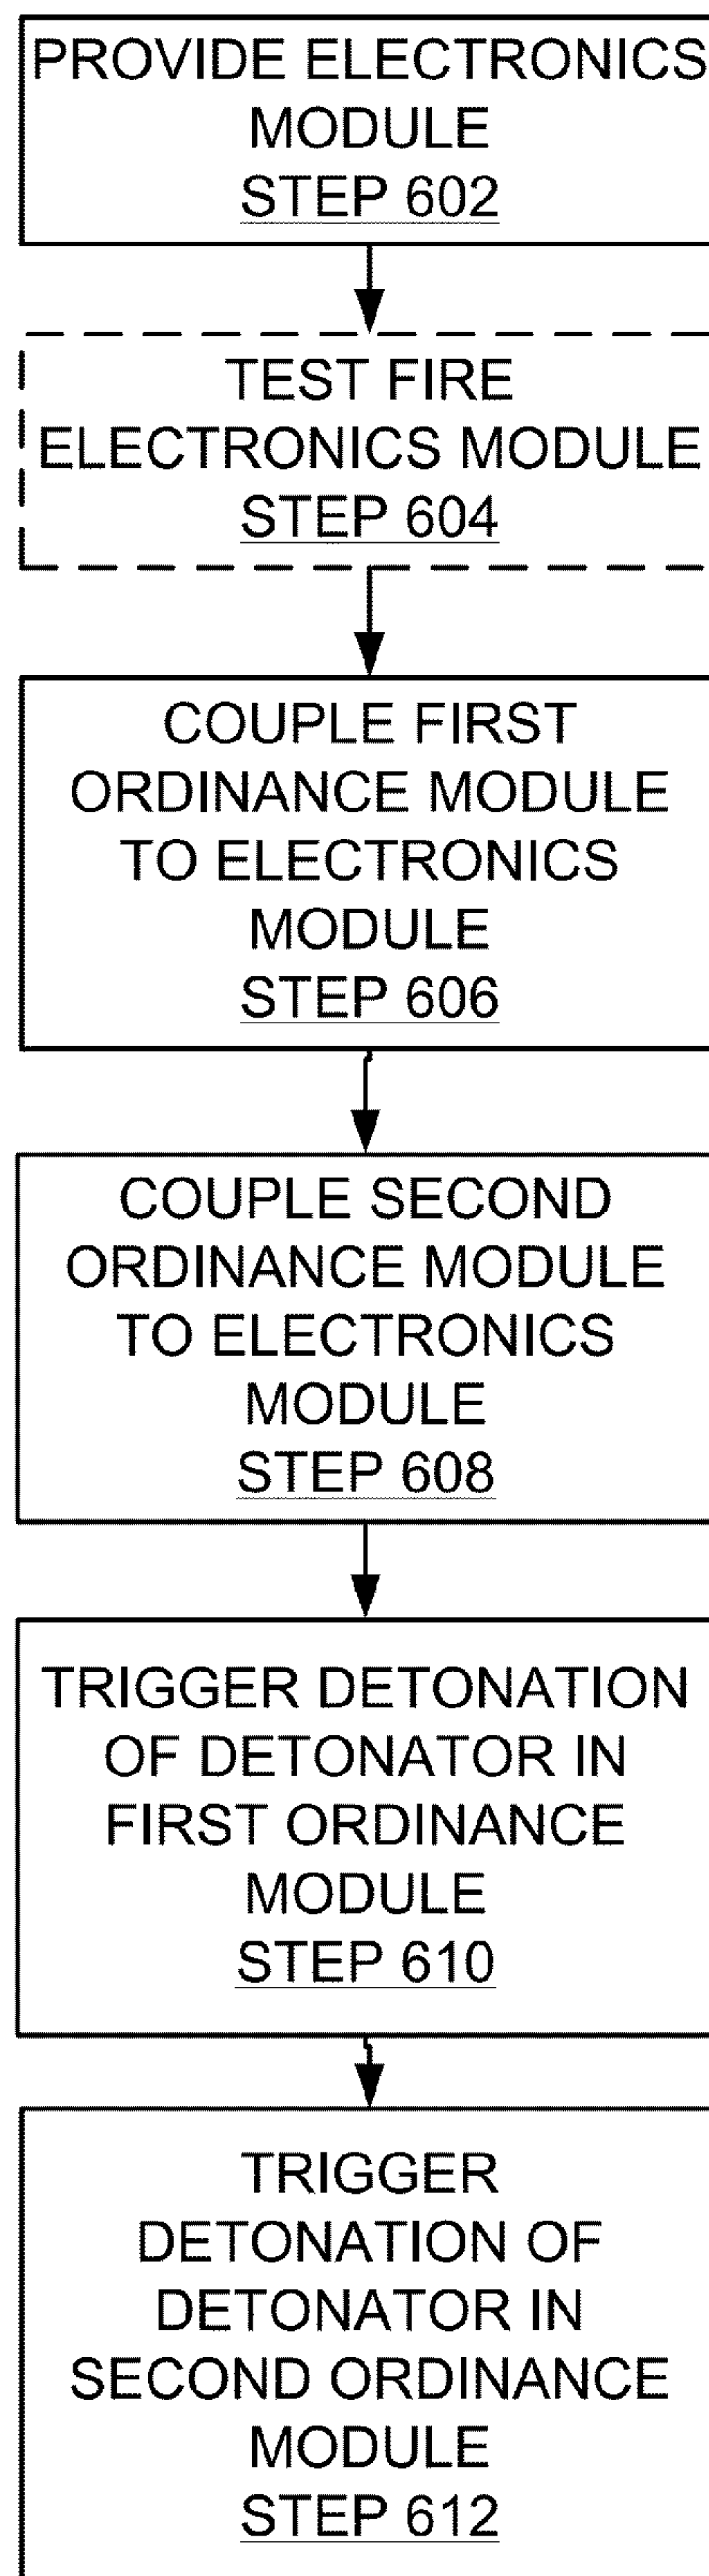 PROVIDE ELECTRONICS
MODULE
STEP 602
TEST FIRE
ELECTRONICS MODULE
STEP 604
COUPLE FIRST
ORDINANCE MODULE
TO ELECTRONICS
MODULE
STEP 606
COUPLE SECOND
ORDINANCE MODULE
TO ELECTRONICS
MODULE
STEP 608
TRIGGER DETONATION
OF DETONATOR IN
FIRST ORDINANCE
MODULE
STEP 610
TRIGGER
DETONATION OF
DETONATOR IN
SECOND ORDINANCE
MODULE
STEP 612